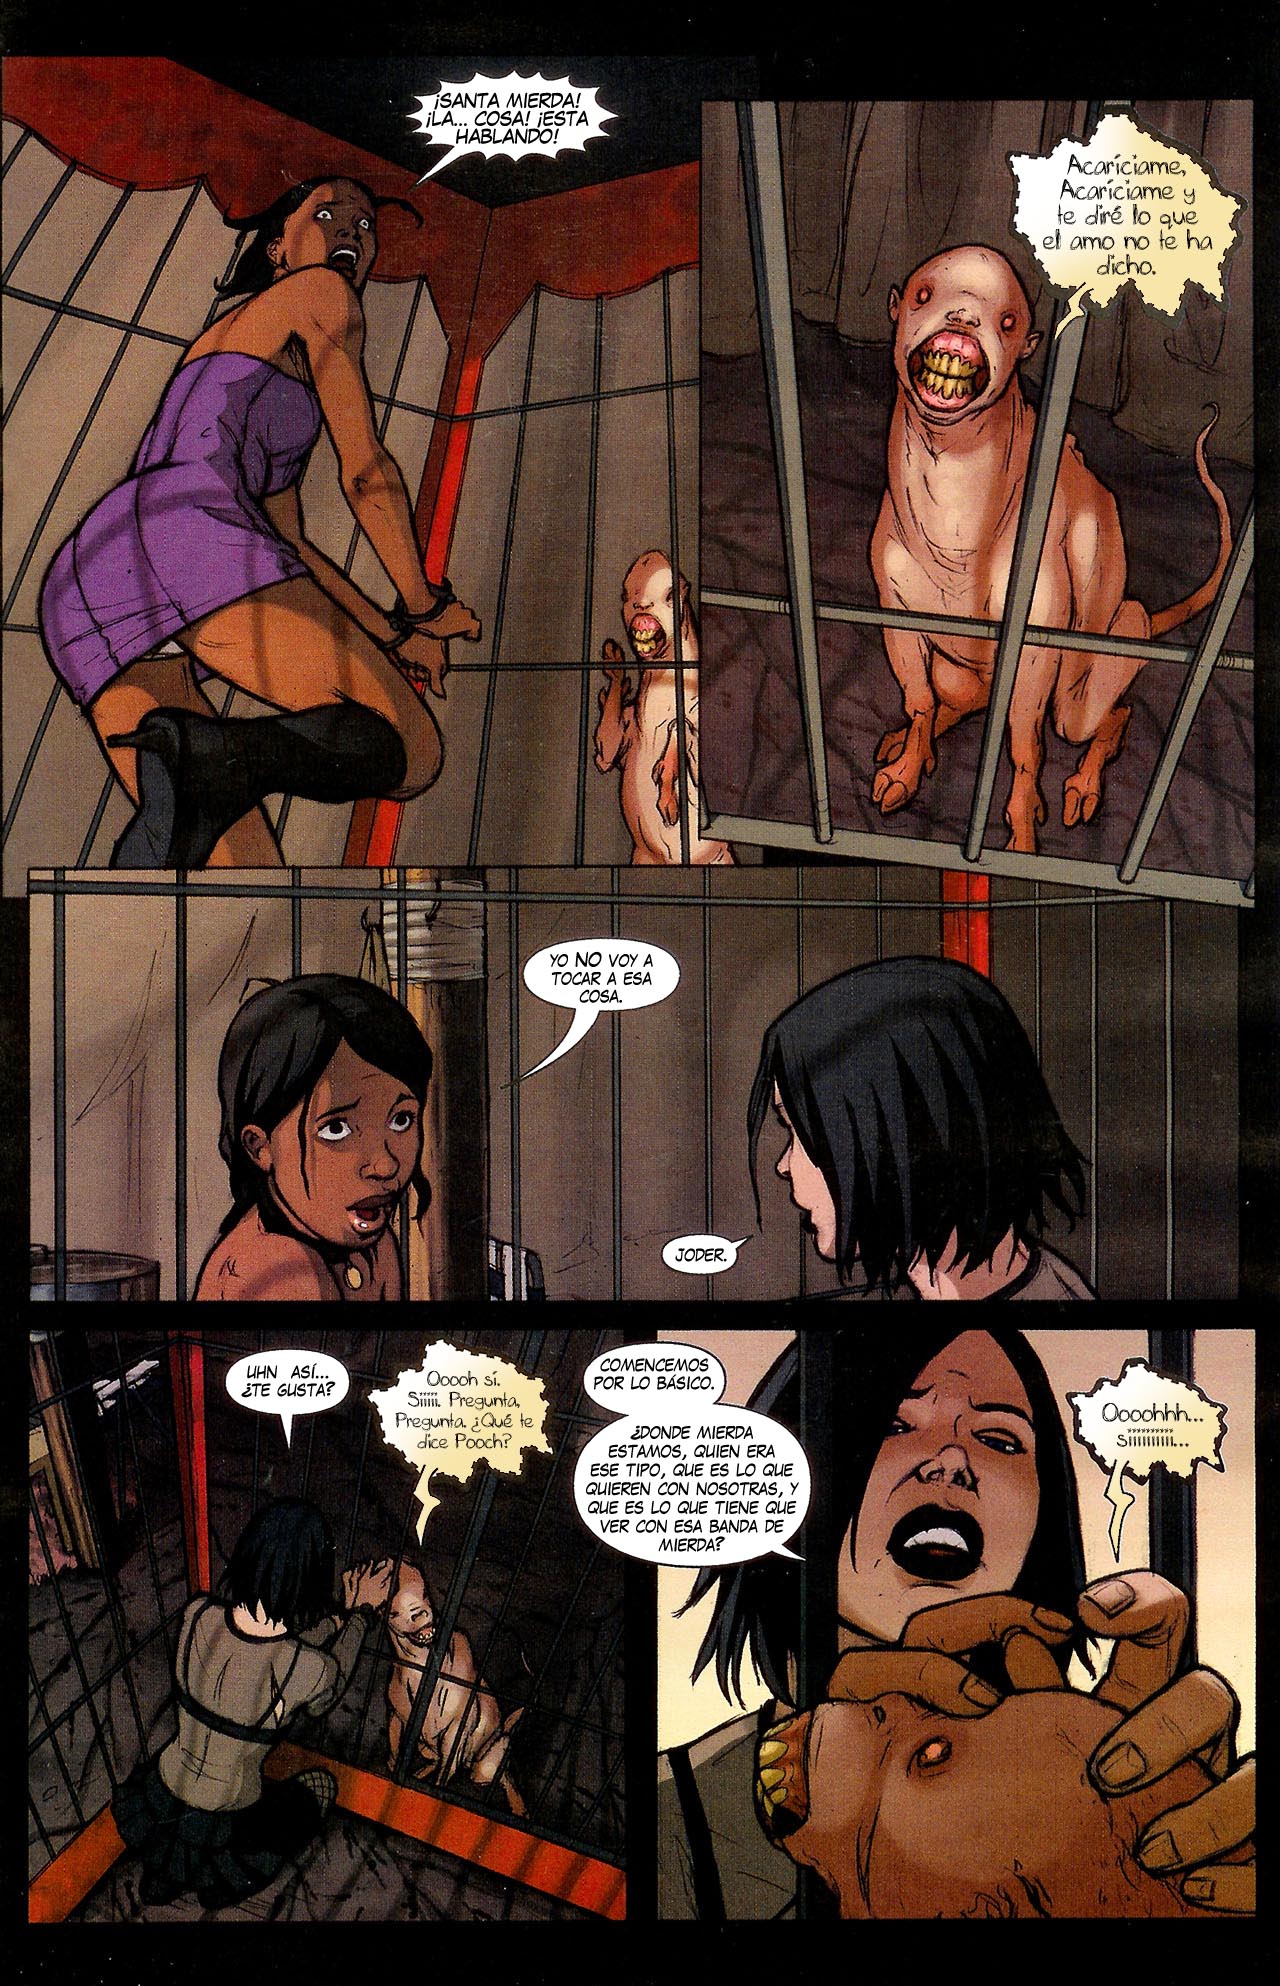 ¡SANTA MIERDA!
¡LA... COSA! ¡ESTA
HABLANDO!
Acaríciame,
Acaríciame y
te diré lo que
el amo no te ha
dicho.
YO NO VOY A
TOCAR A ESA
COSA.
JODER.
UHN ASÍ...
¿TE GUSTA?
Ooooh sí.
Siiiii. Pregunta,
Pregunta. ¿Qué te
dice Pooch?
COMENCEMOS
POR LO BÁSICO.
¿DONDE MIERDA
ESTAMOS, QUIEN ERA
ESE TIPO, QUE ES LO QUE
QUIEREN CON NOSOTRAS, Y
QUE ES LO QUE TIENE QUE
VER CON ESA BANDA DE
MIERDA?
Ooohhh...